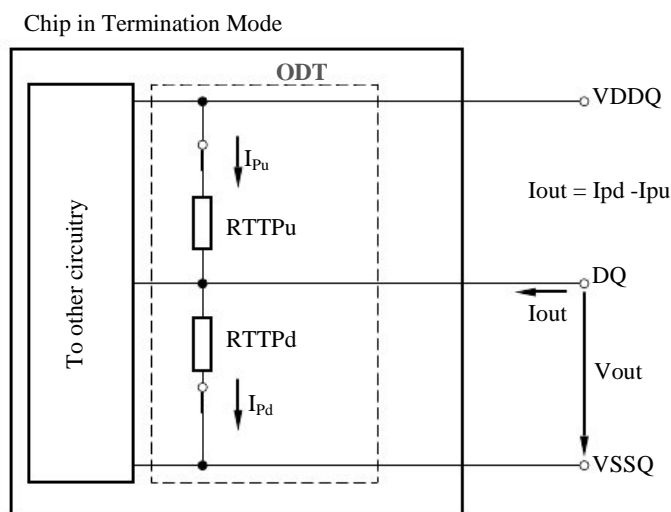 Chip in Termination Mode
ODT
VDDQ
IPu
Iout = Ipd -Ipu
RTTPu
To other circuitry
DQ
Iout
RTTPd
Vout
IPd
VSSQ